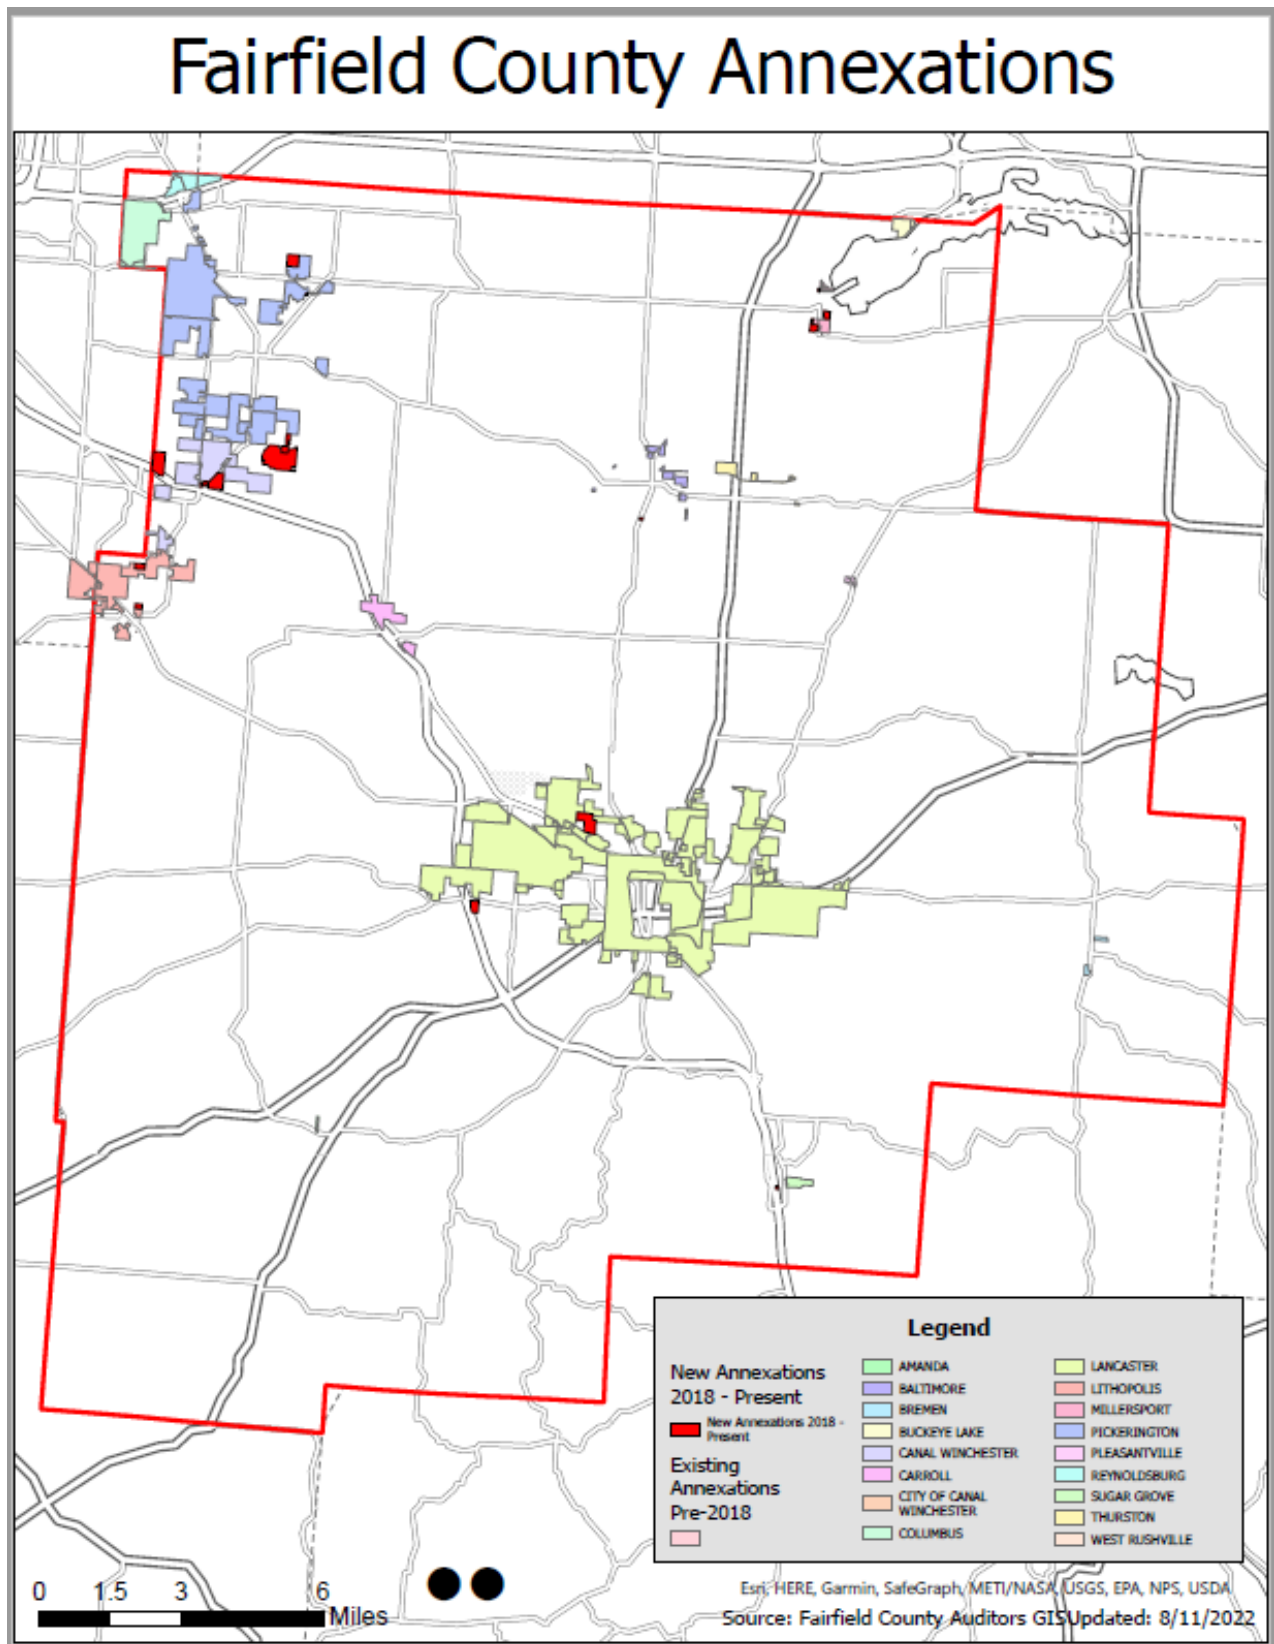 Fairfield County Annexations
Legend
New Annexations
2018 - Present
New Annexations 2018 -
Present
Existing
Annexations
Pre-2018
AMANDA
BALTIMORE
BREMEN
BUCKEYE LAKE
CANAL WINCHESTER
CARROLL
CITY OF CANAL
WINCHESTER
COLUMBUS
LANCASTER
LITHOPOLIS
MILLERSPORT
PICKERINGTON
PLEASANTVILLE
REYNOLDSBURG
SUGAR GROVE
THURSTON
WEST RUSHVILLE
0 1.5 3 6
Miles
Esri, HERE, Garmin, SafeGraph, METI/NASA, USGS, EPA, NPS, USDA
Source: Fairfield County Auditors GISUpdated: 8/11/2022